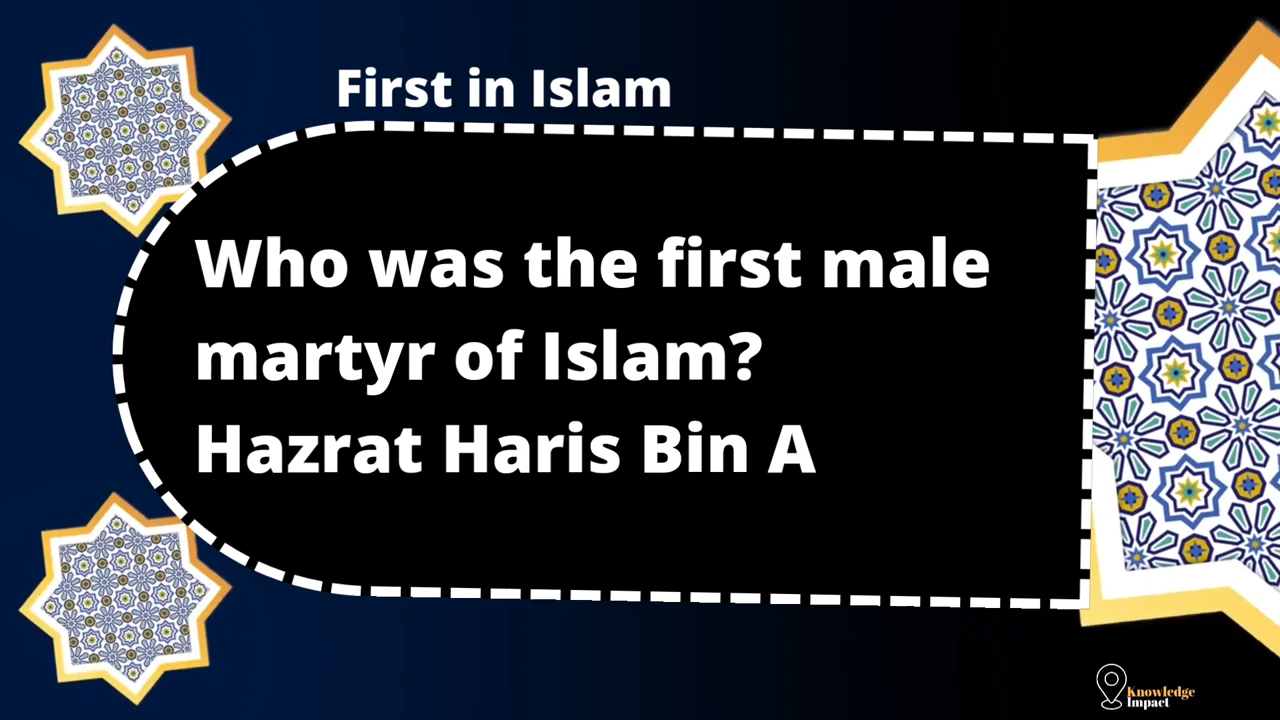 First in Islam
Who was the first male
martyr of Islam?
Hazrat Haris Bin A
Knowledge
Impact